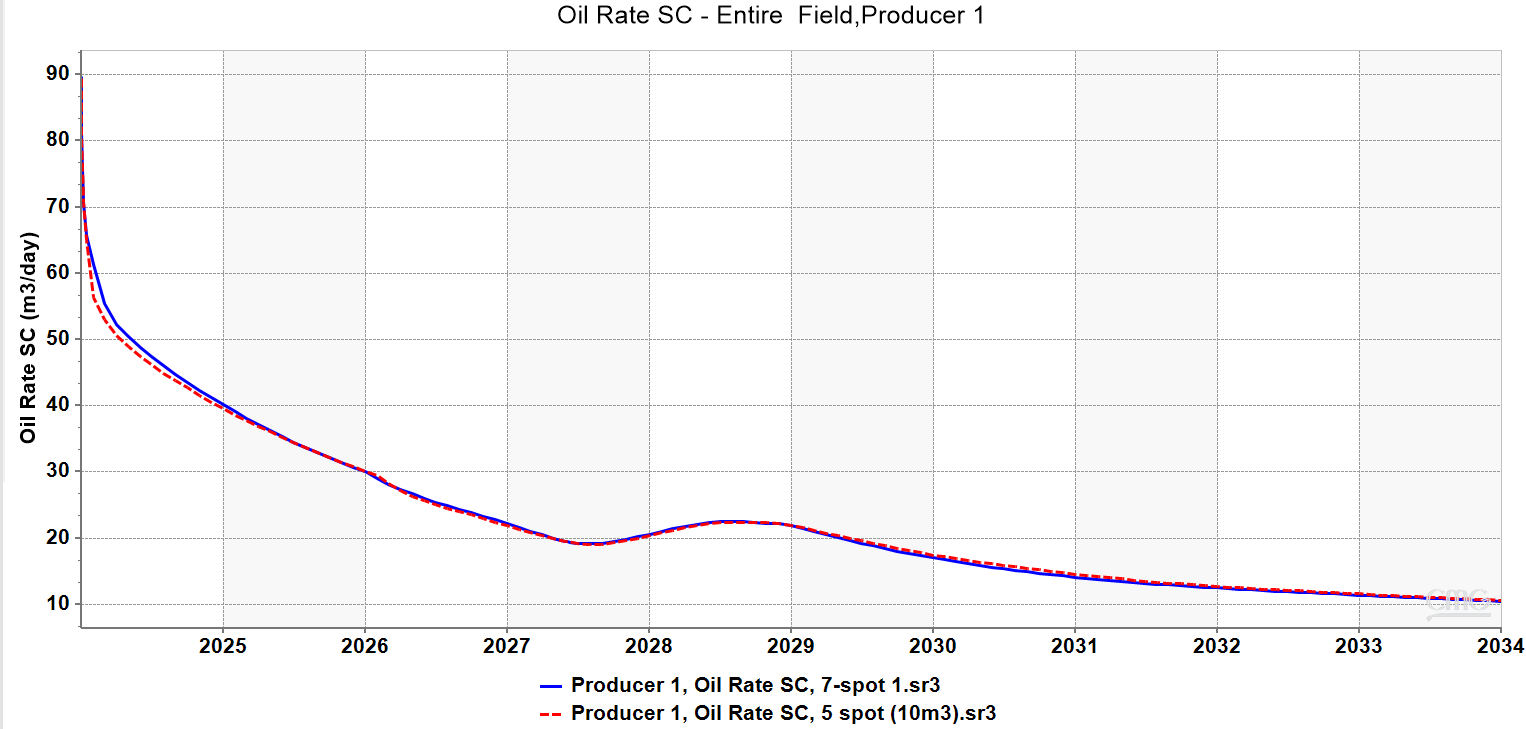 Oil Rate SC - Entire  Field,Producer 1
Oil Rate SC (m3/day)
90
80
70
60
50
40
30
20
10
2025 2026 2027 2028 2029 2030 2031 2032 2033 2034
CMG
Producer 1, Oil Rate SC, 7-spot 1.sr3
Producer 1, Oil Rate SC, 5 spot (10m3).sr3